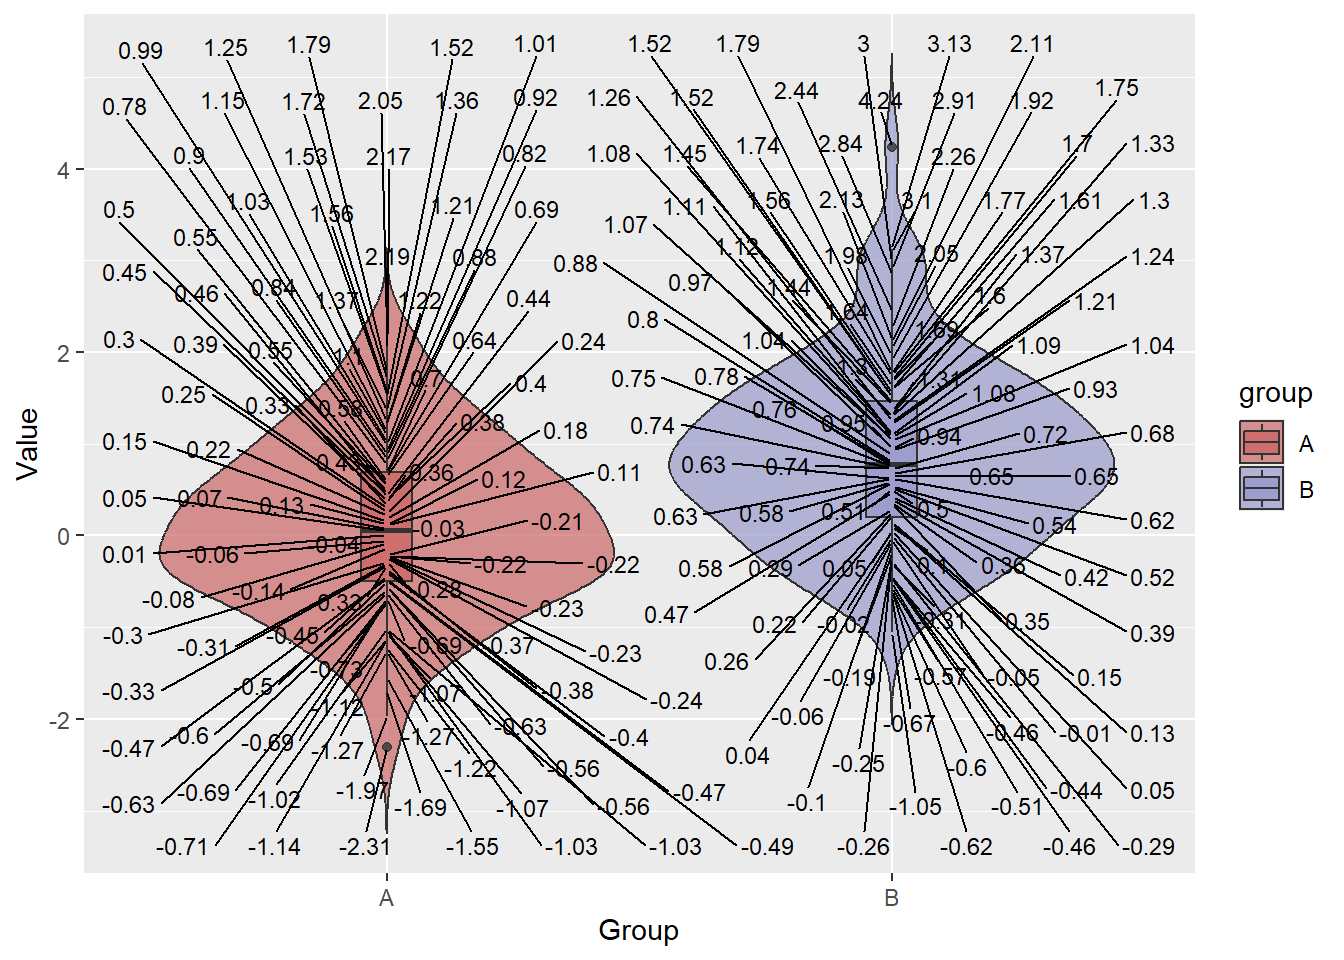 0.99 1.25 1.79 1.52 1.01 1.52 1.79 3 3.13 2.11
0.78 1.15 1.72 2.05 1.36 0.92 1.26 1.52 2.44 4.24 2.91 1.92 1.75
0.9 1.53 2.17 0.82 1.08 1.45 1.74 2.84 2.26 1.7 1.33
4
0.5 1.03 1.56 1.21 0.69 1.07 1.11 1.56 2.13 3.1 1.77 1.61 1.3
0.55 2.19 0.88 0.88 1.12 1.98 2.05 1.37 1.24
0.45 0.46 0.84 1.37 1.22 0.44 0.97 1.44 1.64 1.6 1.21
0.3 0.39 0.55 1.1 0.64 0.24 0.8 1.04 1.3 1.69 1.09 1.04
2
0.25 0.33 0.58 0.7 0.4 0.75 0.78 1.31 1.08 0.93
group
A
B
0.15 0.22 0.38 0.18 0.74 0.76 0.95 0.94 0.72 0.68
Value
0.05 0.07 0.13 0.36 0.12 0.11 0.63 0.74 0.65 0.65
0
0.01 -0.06 0.04 0.03 -0.21 0.63 0.58 0.51 0.5 0.54 0.62
-0.08 -0.14 -0.22 -0.22 0.58 0.29 0.05 0.1 0.36 0.42 0.52
-0.3 -0.31 -0.45 -0.23 0.47 0.22 -0.02 -0.31 0.35 0.39
-0.33 -0.5 -0.73 -0.69 -0.37 -0.23 0.26 -0.19 -0.57 -0.05 0.15
-1.12 -1.07 -0.38 -0.24
-2
-0.47 -0.6 -0.69 -1.27 -1.27 -0.63 -0.4 0.04 -0.06 -0.67 -0.46 -0.01 0.13
-0.63 -0.69 -1.02 -1.97 -1.69 -1.22 -1.07 -0.56 -0.56 -0.47 -0.1 -0.25 -1.05 -0.6 -0.51 -0.44 0.05
-0.71 -1.14 -2.31 -1.55 -1.03 -1.03 -0.49 -0.26 -0.62 -0.46 -0.29
A B
Group